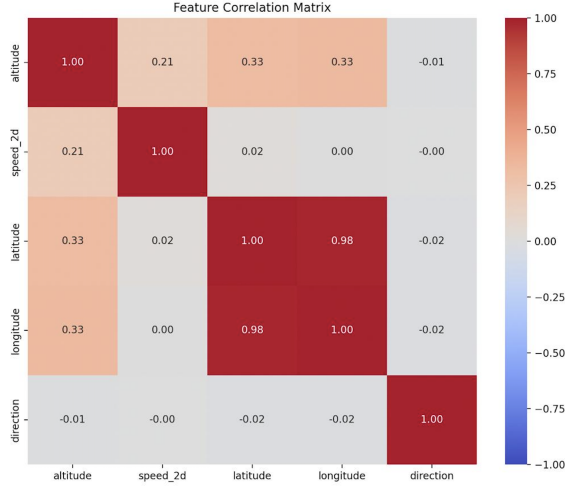 Feature Correlation Matrix
altitude 1.00 0.21 0.33 0.33 -0.01
speed_2d 0.21 1.00 0.02 0.00 -0.00
latitude 0.33 0.02 1.00 0.98 -0.02
longitude 0.33 0.00 0.98 1.00 -0.02
direction -0.01 -0.00 -0.02 -0.02 1.00
altitude speed_2d latitude longitude direction
1.00
0.75
0.50
0.25
0.00
−0.25
−0.50
−0.75
−1.00